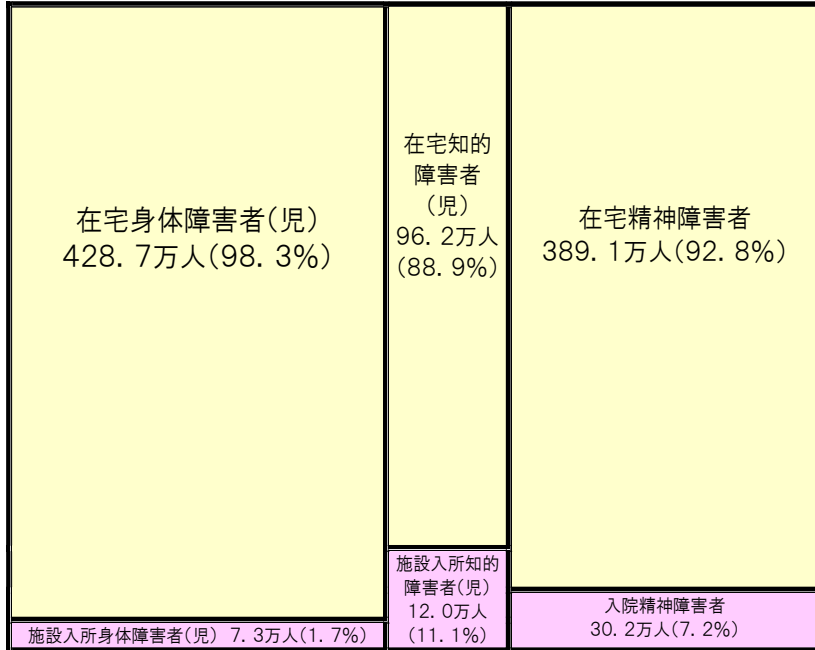 在宅身体障害者(児)
428. 7万人(98. 3%)
施設入所身体障害者(児) 7. 3万人(1. 7%)
在宅知的
障害者
(児)
96. 2万人
(88. 9%)
施設入所知的
障害者(児)
12. 0万人
(11. 1%)
在宅精神障害者
389. 1万人(92. 8%)
入院精神障害者
30. 2万人(7. 2%)